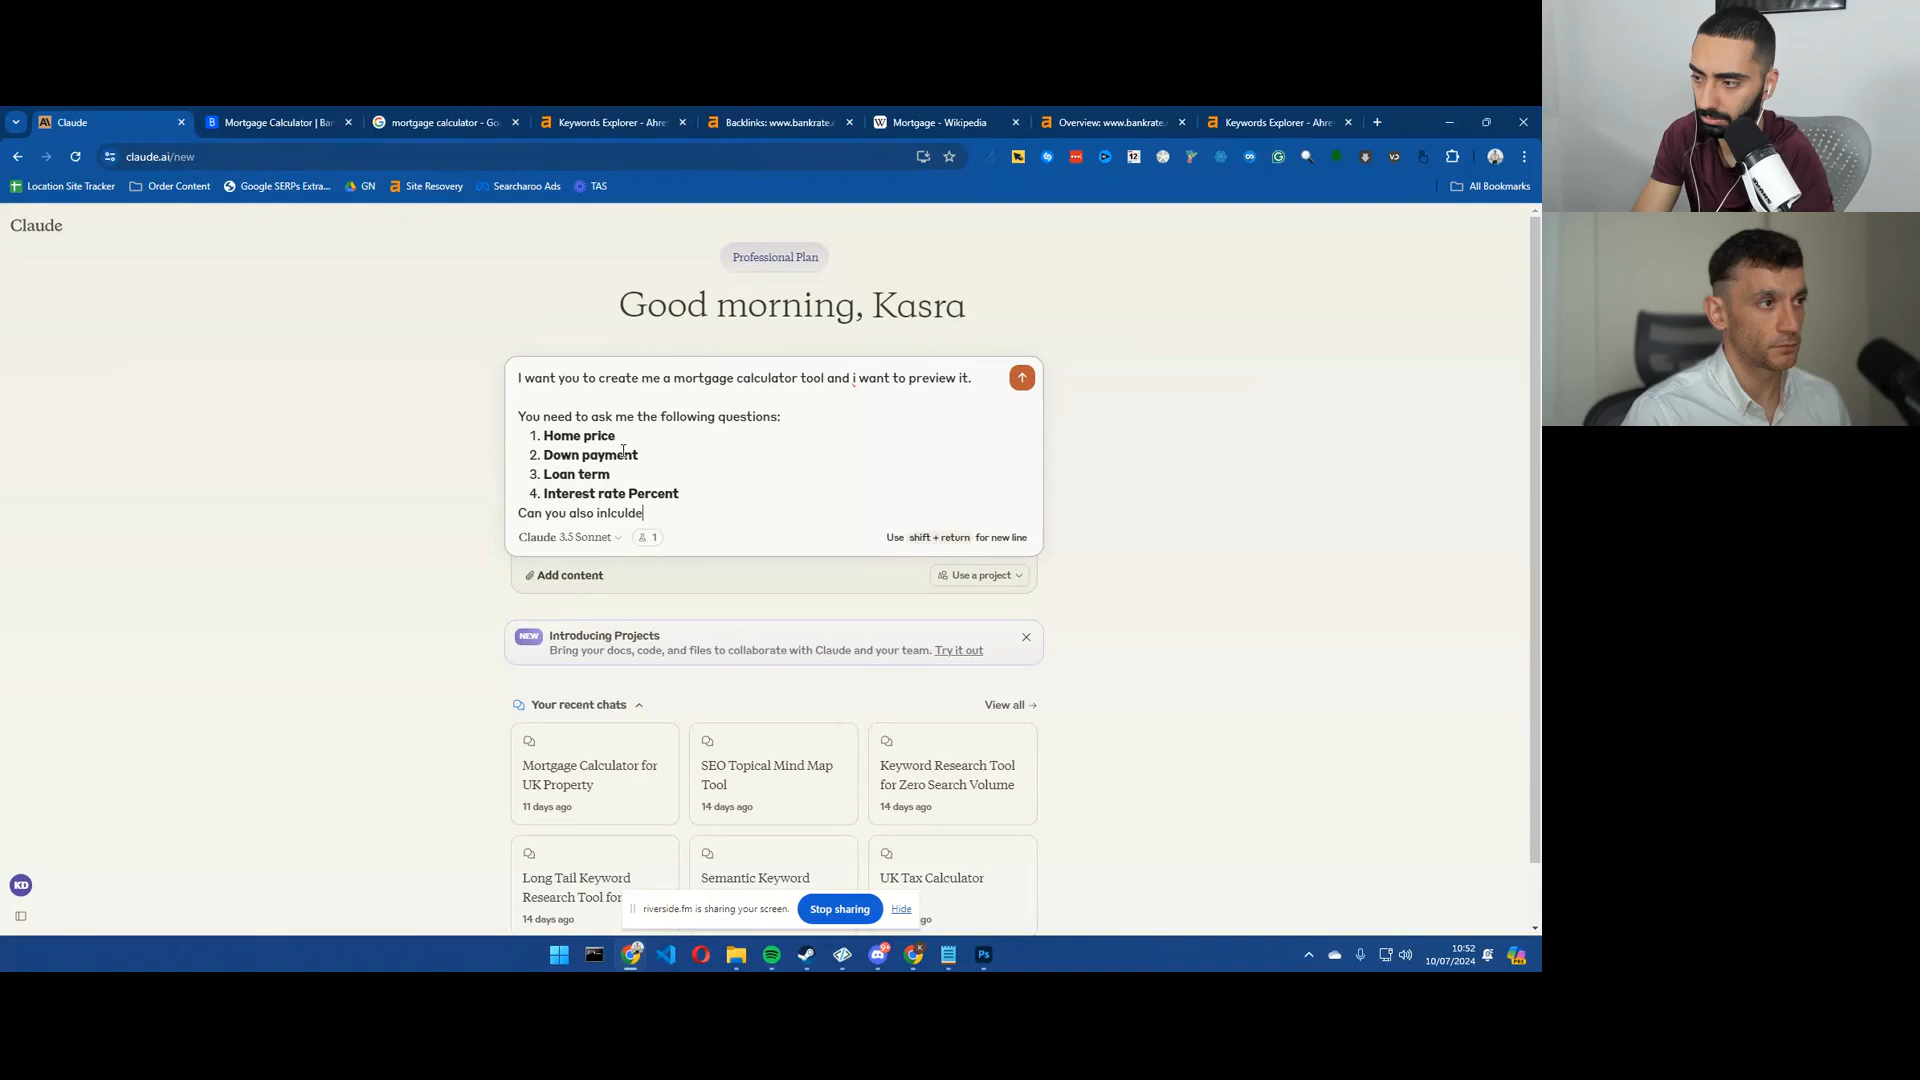 Claude
Mortgage Calculator | Ba
mortgage calculator - Go
Keywords Explorer - Ahre
Backlinks: www.bankrate.c
Mortgage - Wikipedia
Overview: www.bankrate.
Keywords Explorer - Ahre
claude.ai/new
12
Location Site Tracker
Order Content
Google SERPs Extra...
GN
Site Recovery
Searcharoo Ads
TAS
All Bookmarks
Claude
Professional Plan
Good morning, Kasra
I want you to create me a mortgage calculator tool and i want to preview it.
You need to ask me the following questions:
1. Home price
2. Down payment
3. Loan term
4. Interest rate Percent
Can you also inlculde
Claude 3.5 Sonnet
1
Use shift + return for new line
Add content
Use a project
NEW
Introducing Projects
Bring your docs, code, and files to collaborate with Claude and your team. Try it out
Your recent chats
View all →
Mortgage Calculator for
UK Property
11 days ago
SEO Topical Mind Map
Tool
14 days ago
Keyword Research Tool
for Zero Search Volume
14 days ago
Long Tail Keyword
Research Tool for
14 days ago
Semantic Keyword
UK Tax Calculator
go
KD
riverside.fm is sharing your screen.
Stop sharing
Hide
9+
K
Ps
10:52
10/07/2024